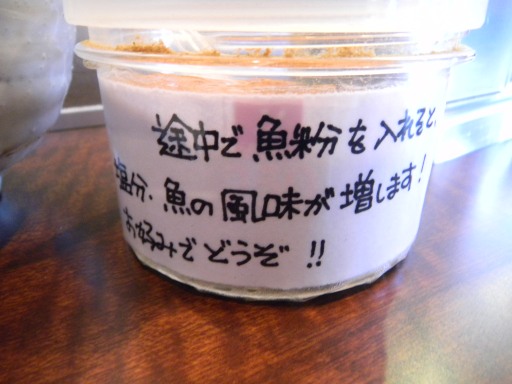 途中で魚粉を入れると、
塩分、魚の風味が増します!
お好みでどうぞ!!